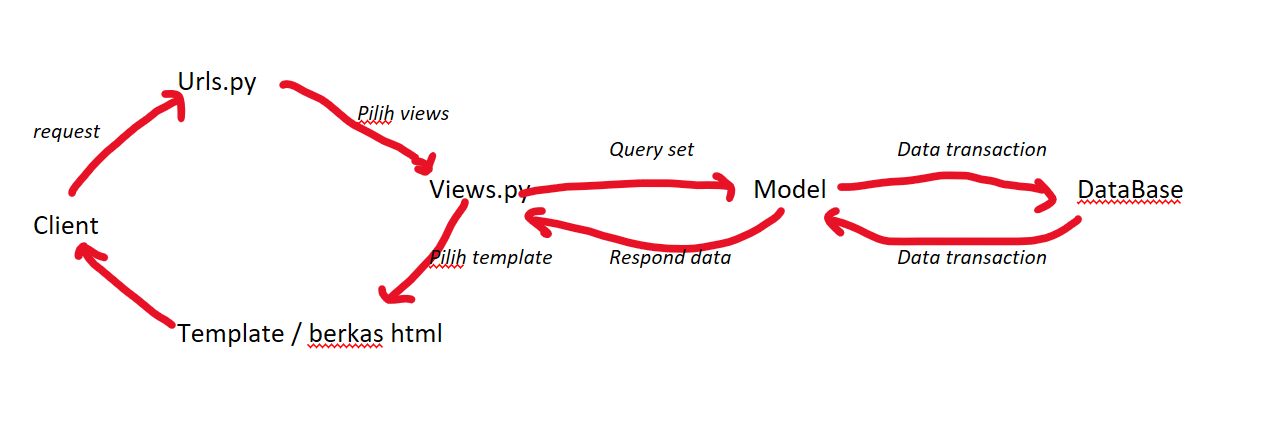 Urls.py
Pilih views
request
Query set
Data transaction
Views.py
Model
DataBase
Client
Pilih template
Respond data
Data transaction
Template / berkas html